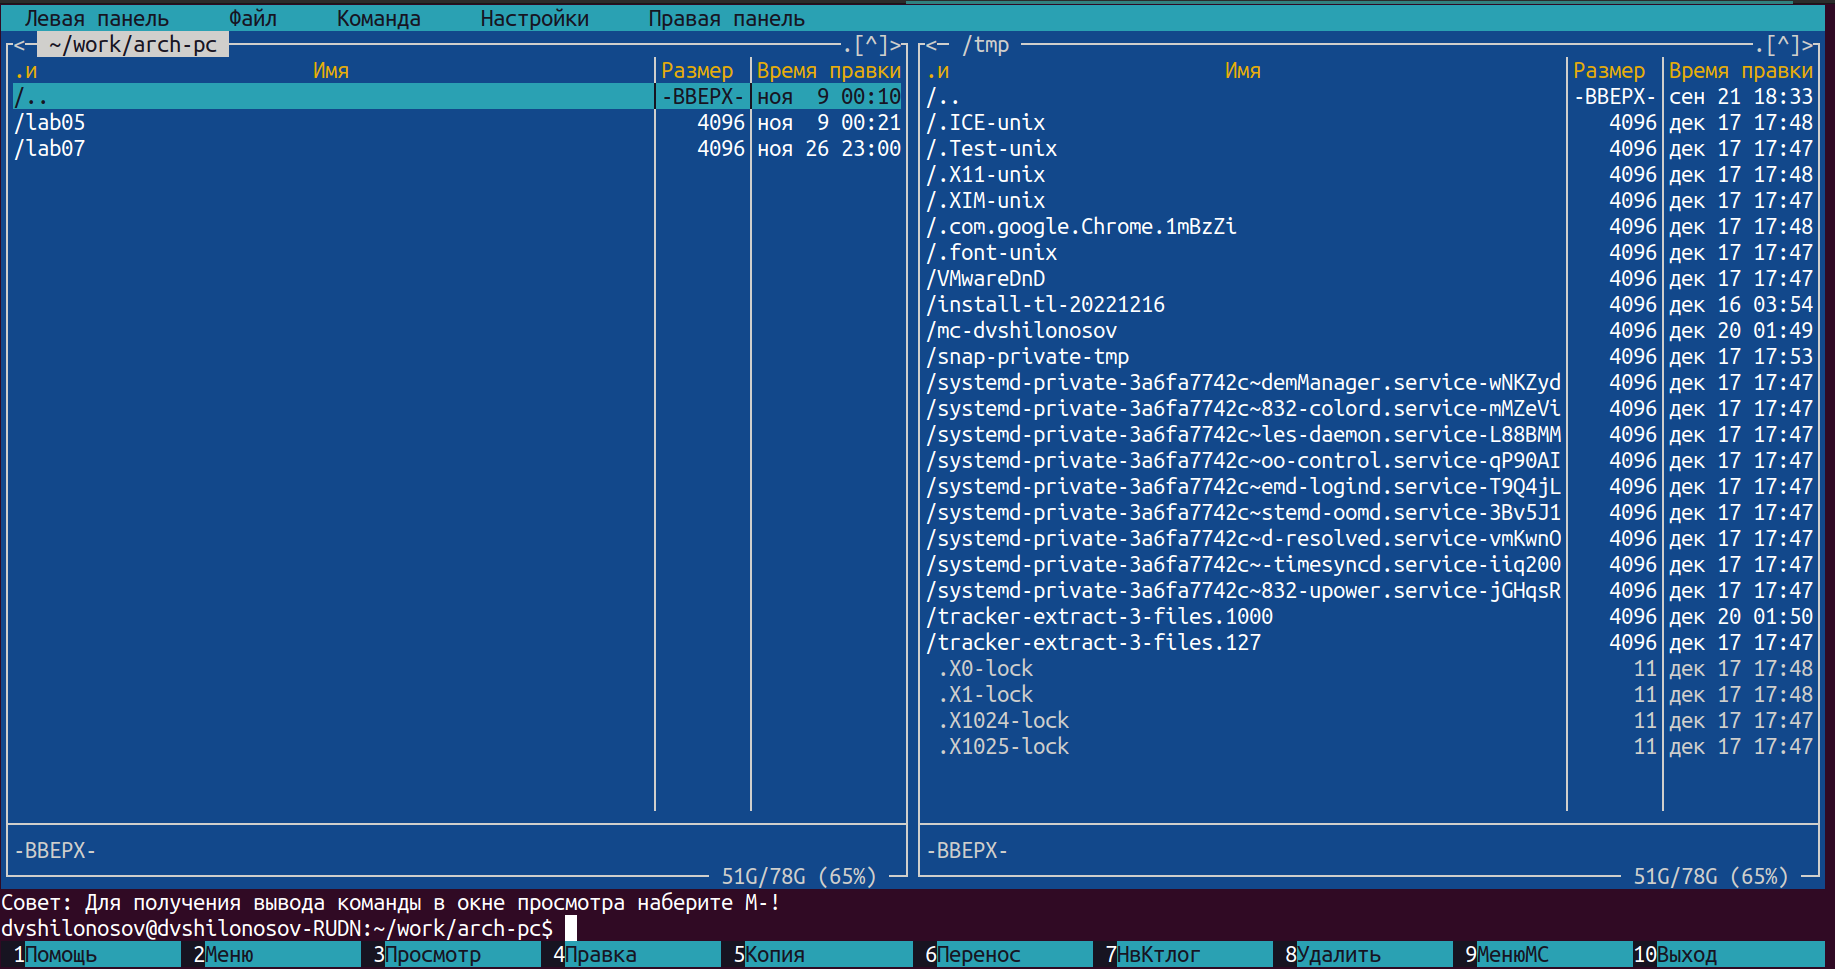 Левая панель Файл Команда Настройки Правая панель
<─ ~/work/arch-pc ─.[^]>
.и Имя Размер Время правки
/.. -ВВЕРХ- ноя 9 00:10
/lab05 4096 ноя 9 00:21
/lab07 4096 ноя 26 23:00
-ВВЕРХ-
51G/78G (65%)
<─ /tmp ─.[^]>
.и Имя Размер Время правки
/.. -ВВЕРХ- сен 21 18:33
/.ICE-unix 4096 дек 17 17:48
/.Test-unix 4096 дек 17 17:47
/.X11-unix 4096 дек 17 17:48
/.XIM-unix 4096 дек 17 17:47
/.com.google.Chrome.1mBzZi 4096 дек 17 17:48
/.font-unix 4096 дек 17 17:47
/VMwareDnD 4096 дек 17 17:47
/install-tl-20221216 4096 дек 16 03:54
/mc-dvshilonosov 4096 дек 20 01:49
/snap-private-tmp 4096 дек 17 17:53
/systemd-private-3a6fa7742c~demManager.service-wNKZyd 4096 дек 17 17:47
/systemd-private-3a6fa7742c~832-colord.service-mMZeVi 4096 дек 17 17:47
/systemd-private-3a6fa7742c~les-daemon.service-L88BMM 4096 дек 17 17:47
/systemd-private-3a6fa7742c~oo-control.service-qP90AI 4096 дек 17 17:47
/systemd-private-3a6fa7742c~emd-logind.service-T9Q4jL 4096 дек 17 17:47
/systemd-private-3a6fa7742c~stemd-oomd.service-3Bv5J1 4096 дек 17 17:47
/systemd-private-3a6fa7742c~d-resolved.service-vmKwnO 4096 дек 17 17:47
/systemd-private-3a6fa7742c~-timesyncd.service-iiq200 4096 дек 17 17:47
/systemd-private-3a6fa7742c~832-upower.service-jGHqsR 4096 дек 17 17:47
/tracker-extract-3-files.1000 4096 дек 20 01:50
/tracker-extract-3-files.127 4096 дек 17 17:47
.X0-lock 11 дек 17 17:48
.X1-lock 11 дек 17 17:48
.X1024-lock 11 дек 17 17:47
.X1025-lock 11 дек 17 17:47
-ВВЕРХ-
51G/78G (65%)
Совет: Для получения вывода команды в окне просмотра наберите M-!
dvshilonosov@dvshilonosov-RUDN:~/work/arch-pc$
1Помощь 2Меню 3Просмотр 4Правка 5Копия 6Перенос 7НвКтлог 8Удалить 9МенюMC 10Выход